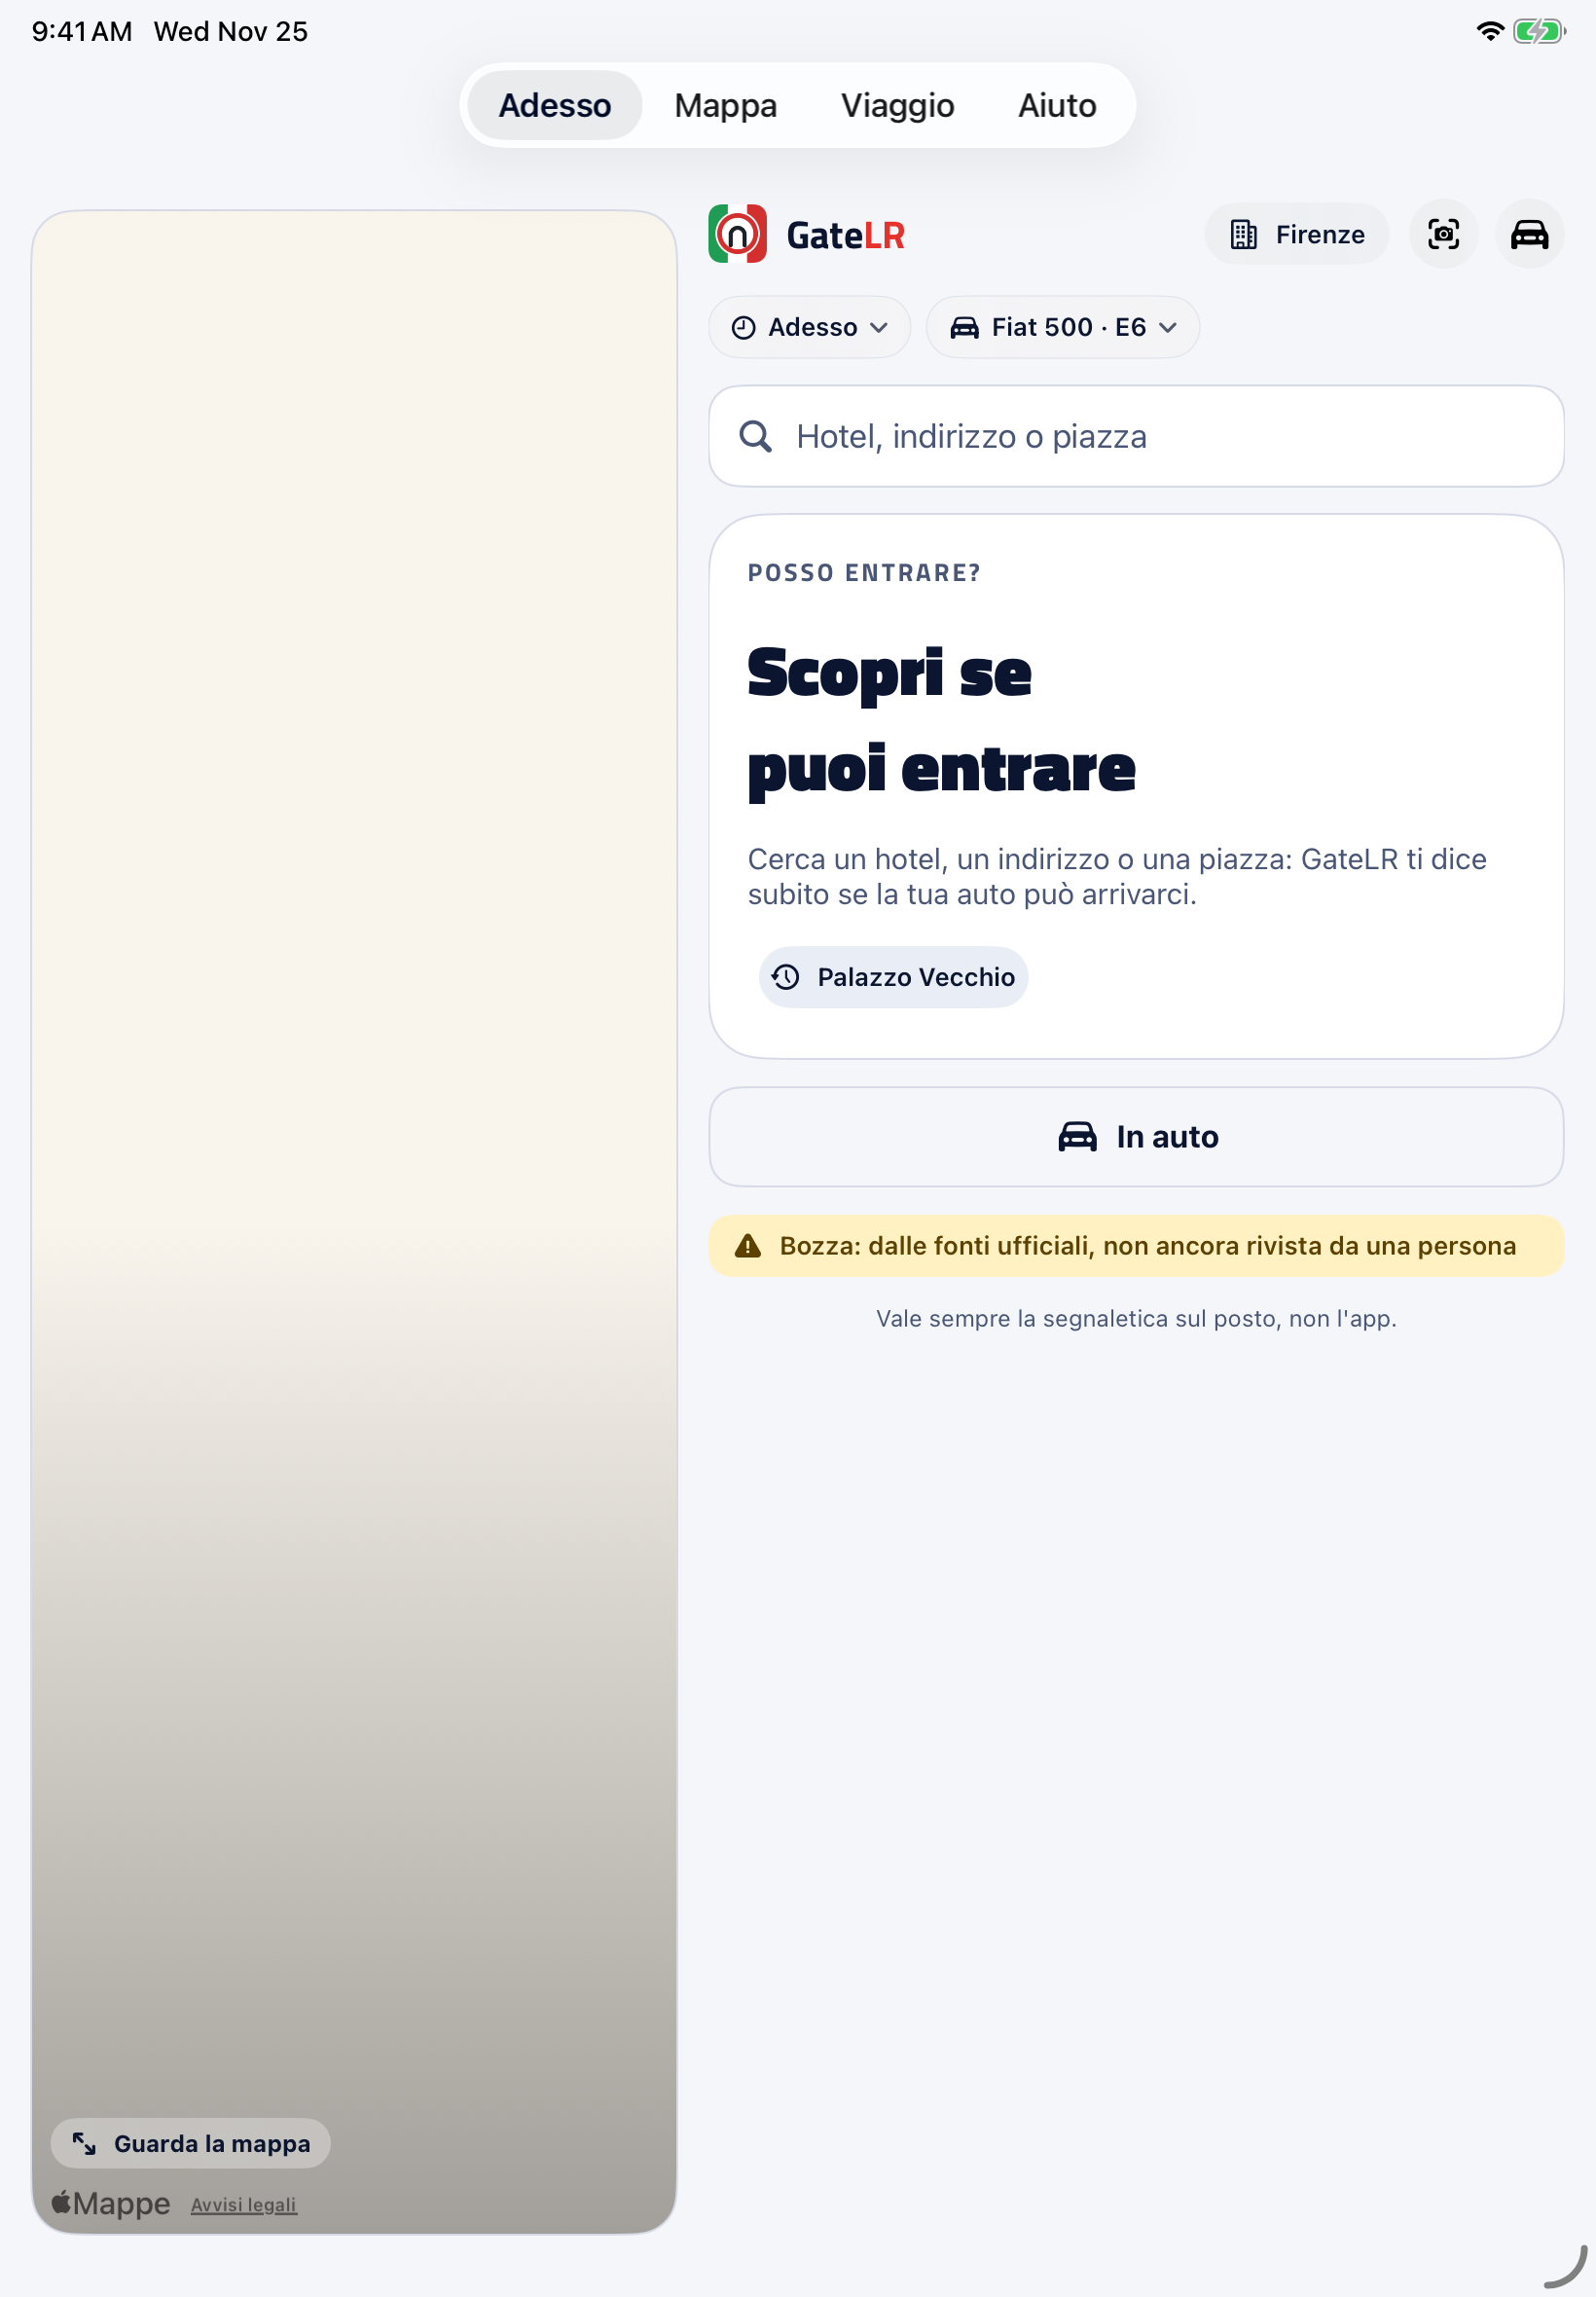 9:41 AM Wed Nov 25
Adesso Mappa Viaggio Aiuto
GateLR
Firenze
Adesso
Fiat 500 · E6
Hotel, indirizzo o piazza
POSSO ENTRARE?
Scopri se
puoi entrare
Cerca un hotel, un indirizzo o una piazza: GateLR ti dice
subito se la tua auto può arrivarci.
Palazzo Vecchio
In auto
Bozza: dalle fonti ufficiali, non ancora rivista da una persona
Vale sempre la segnaletica sul posto, non l'app.
Guarda la mappa
Mappe Avvisi legali